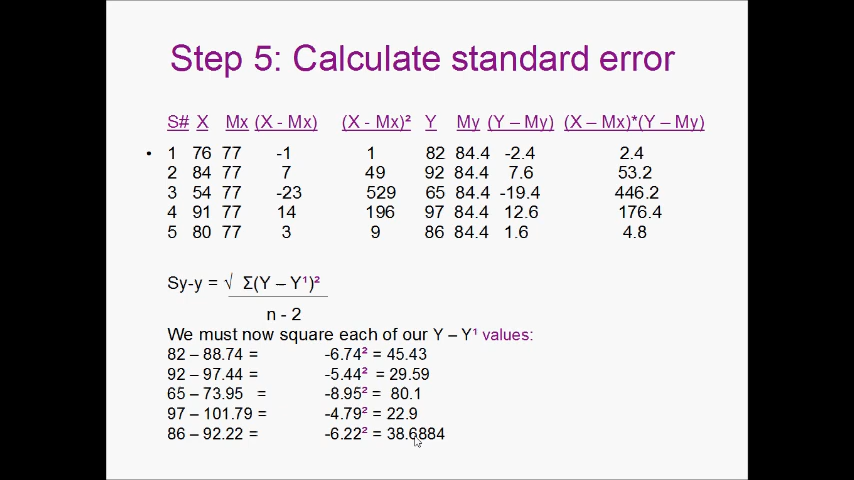 Step 5: Calculate standard error
S# X Mx (X - Mx) (X - Mx)² Y My (Y – My) (X – Mx)*(Y – My)
• 1 76 77 -1 1 82 84.4 -2.4 2.4
2 84 77 7 49 92 84.4 7.6 53.2
3 54 77 -23 529 65 84.4 -19.4 446.2
4 91 77 14 196 97 84.4 12.6 176.4
5 80 77 3 9 86 84.4 1.6 4.8
Sy-y = √ Σ(Y – Y¹)²
n - 2
We must now square each of our Y – Y¹ values:
82 – 88.74 = -6.74² = 45.43
92 – 97.44 = -5.44² = 29.59
65 – 73.95 = -8.95² = 80.1
97 – 101.79 = -4.79² = 22.9
86 – 92.22 = -6.22² = 38.6884